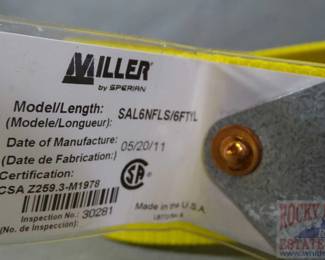 MILLER
by SPERIAN
Model/Length: SAL6NFLS/6FTYL
(Modele/Longueur):
Date of Manufacture: 05/20/11
(Date de Fabrication):
Certification:
CSA Z259.3-M1978
Inspection No.: 30281
(No. de Inspección):
Made in the U.S.A.
ROCKY
ESTATE